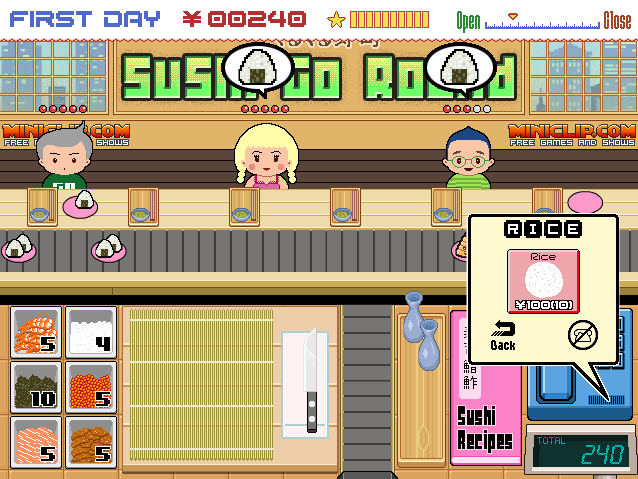 FIRST DAY ¥00240 Open Close
SUSHI GO ROUND
MINICLIP.COM
FREE GAMES AND SHOWS
MINICLIP.COM
FREE GAMES AND SHOWS
RICE
Rice
¥100(10)
Back
5
4
10
5
5
5
Sushi
Recipes
TOTAL
240